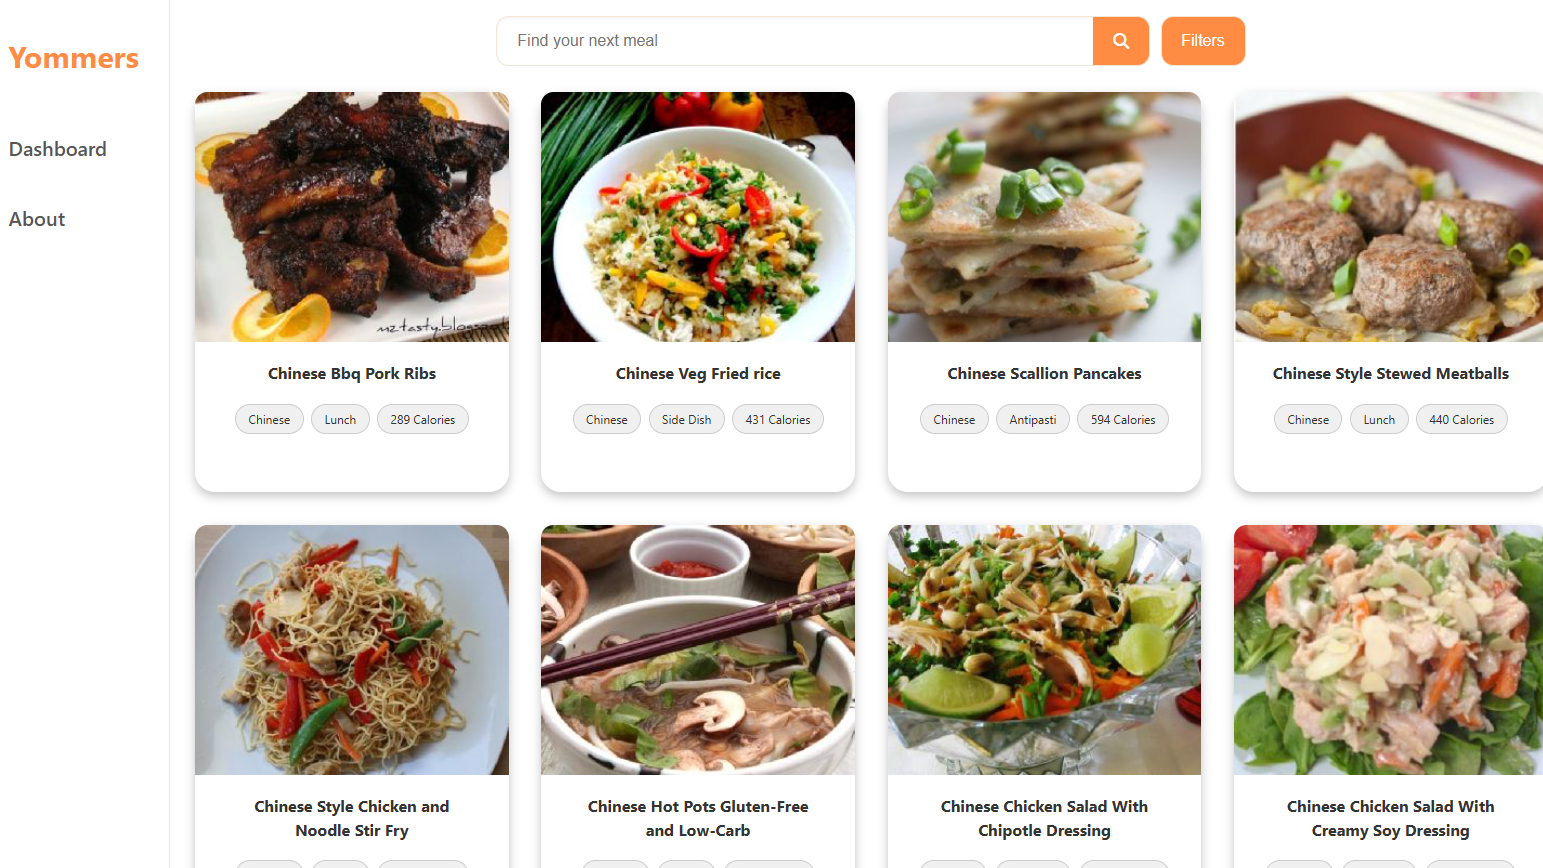 Yommers
Dashboard
About
Find your next meal
Filters
mztasty.blogspot
Chinese Bbq Pork Ribs
Chinese
Lunch
289 Calories
Chinese Veg Fried rice
Chinese
Side Dish
431 Calories
Chinese Scallion Pancakes
Chinese
Antipasti
594 Calories
Chinese Style Stewed Meatballs
Chinese
Lunch
440 Calories
Chinese Style Chicken and
Noodle Stir Fry
Chinese Hot Pots Gluten-Free
and Low-Carb
Chinese Chicken Salad With
Chipotle Dressing
Chinese Chicken Salad With
Creamy Soy Dressing